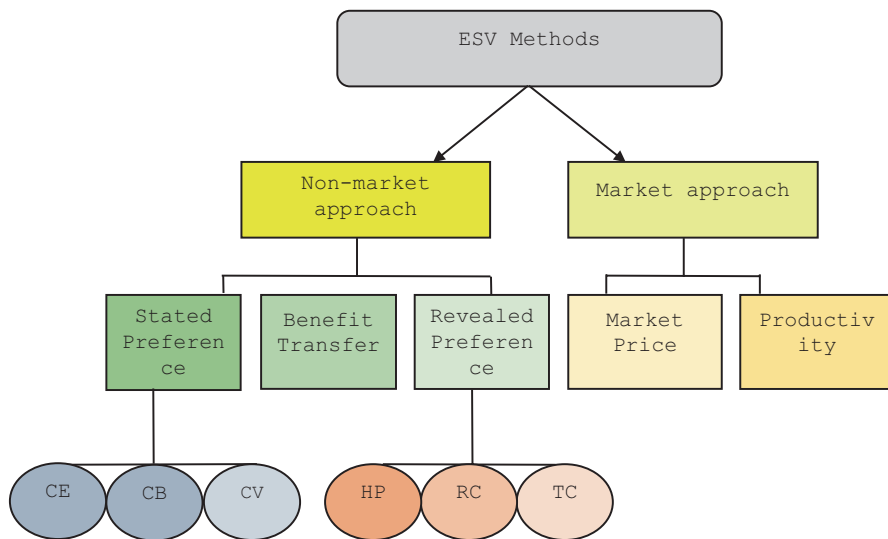 ESV Methods
Non-market
approach
Market approach
Stated
Preferen
ce
Benefit
Transfer
Revealed
Preferen
ce
Market
Price
Productiv
ity
CE
CB
CV
HP
RC
TC